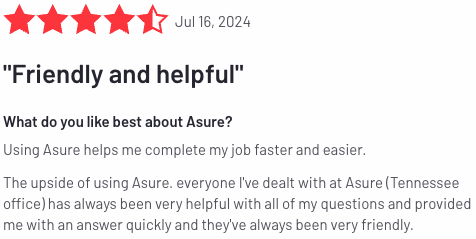 Jul 16, 2024
"Friendly and helpful"
What do you like best about Asure?
Using Asure helps me complete my job faster and easier.
The upside of using Asure. everyone I've dealt with at Asure (Tennessee
office) has always been very helpful with all of my questions and provided
me with an answer quickly and they've always been very friendly.